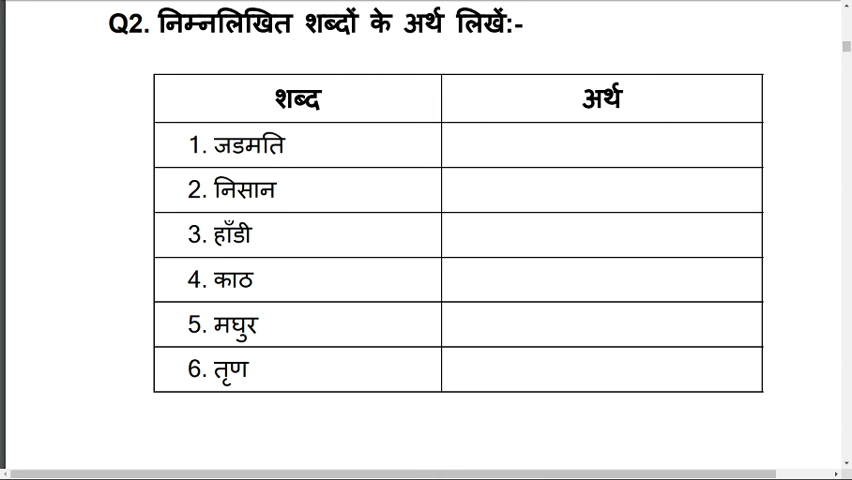 Q2. निम्नलिखित शब्दों के अर्थ लिखें:-
शब्द अर्थ
1. जडमति
2. निसान
3. हाँडी
4. काठ
5. मघुर
6. तृण